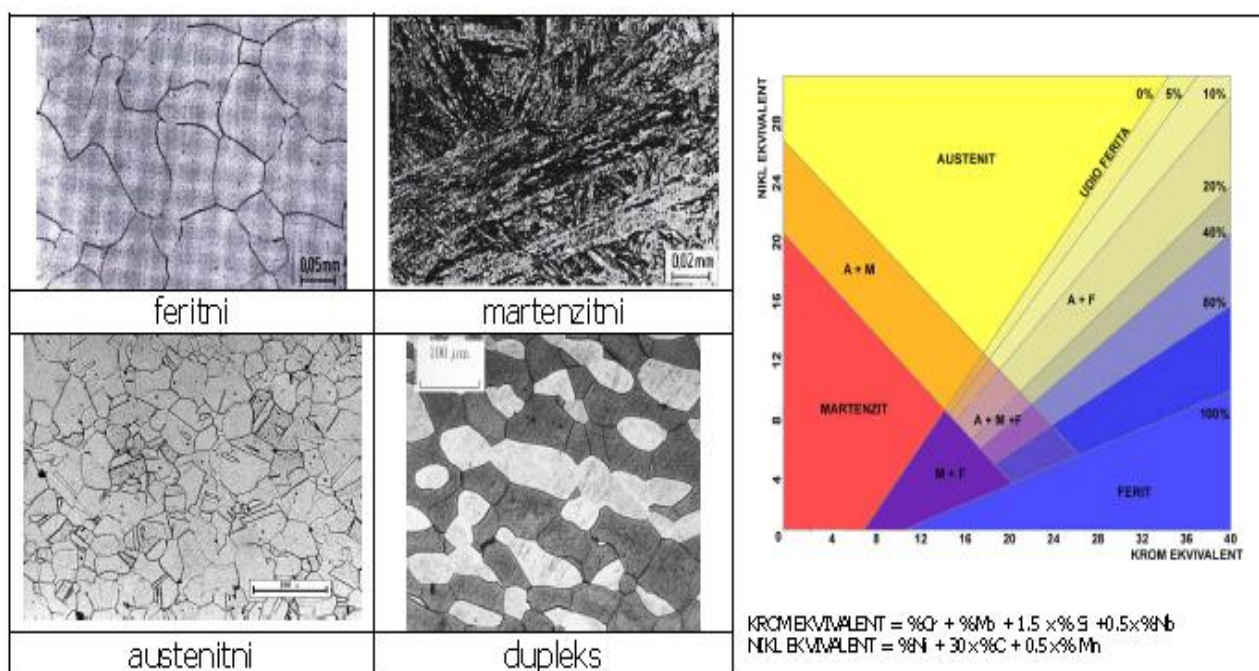 0,05mm
0,02mm
feritni
martenzitni
100 µm
austenitni
dupleks
0% 5% 10%
UDIO FERITA
20%
40%
80%
100%
NIKL EKVIVALENT
28
24
20
16
12
8
4
AUSTENIT
A + M
A + F
MARTENZIT
A + M +F
M + F
FERIT
0 4 8 12 16 20 24 28 32 36 40
KROM EKVIVALENT
KROM EKVIVALENT = %Cr + %Mo + 1.5 x% Si +0.5x%Nb
NIKL EKVIVALENT = %Ni + 30x%C + 0.5x% Mn